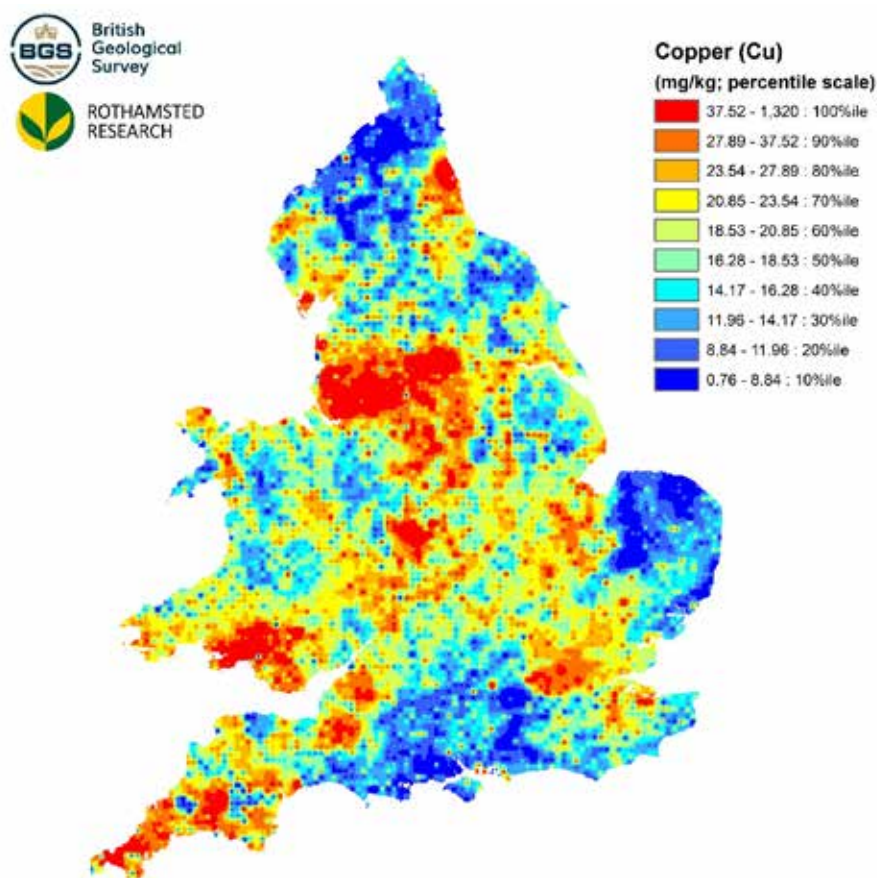 BGS
British
Geological
Survey
ROTHAMSTED
RESEARCH
Copper (Cu)
(mg/kg; percentile scale)
37.52 - 1,320 : 100%ile
27.89 - 37.52 : 90%ile
23.54 - 27.89 : 80%ile
20.85 - 23.54 : 70%ile
18.53 - 20.85 : 60%ile
16.28 - 18.53 : 50%ile
14.17 - 16.28 : 40%ile
11.96 - 14.17 : 30%ile
8.84 - 11.96 : 20%ile
0.76 - 8.84 : 10%ile